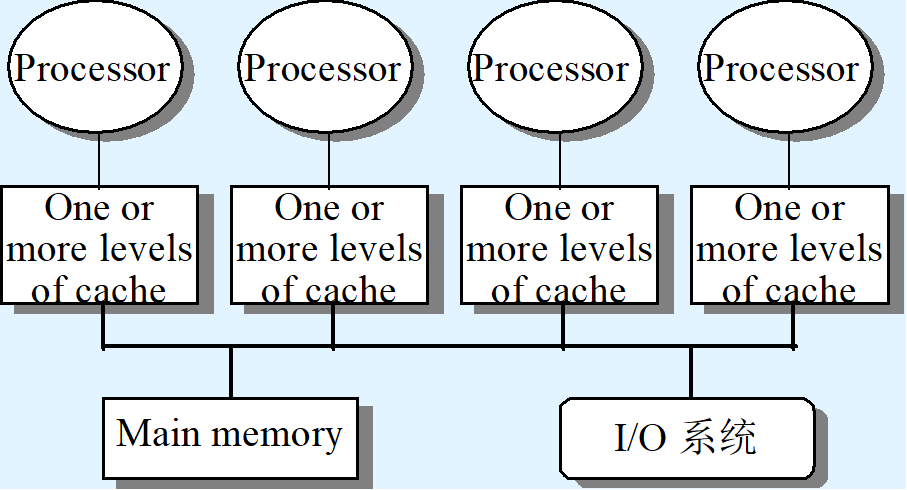 Processor
Processor
Processor
Processor
One or
more levels
of cache
One or
more levels
of cache
One or
more levels
of cache
One or
more levels
of cache
Main memory
I/O 系统